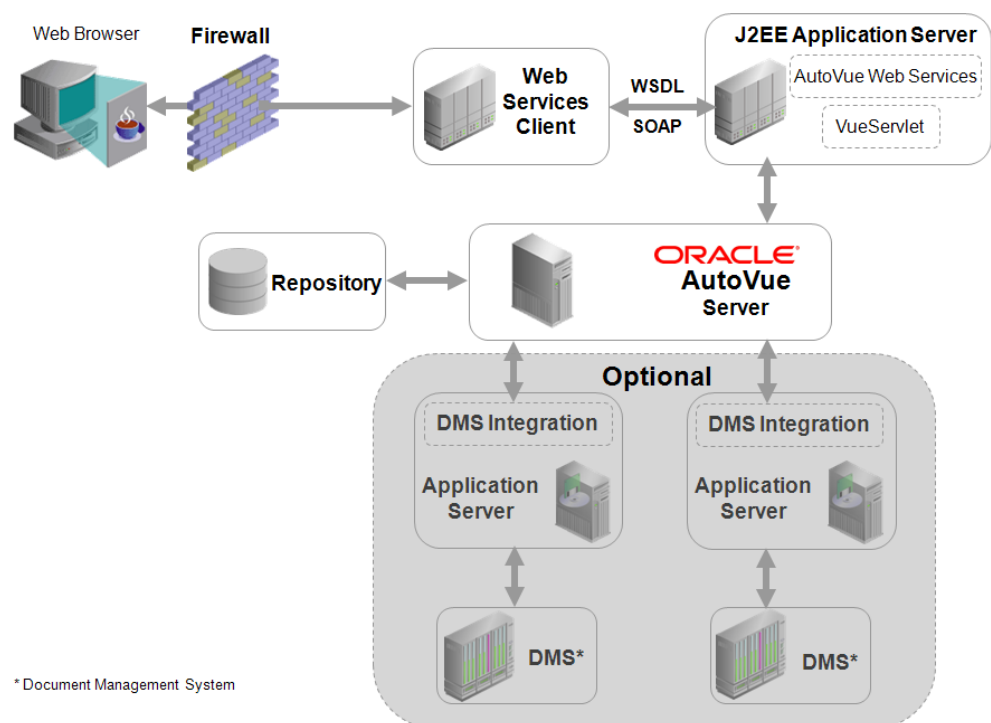 Web Browser
Firewall
Web
Services
Client
WSDL
SOAP
J2EE Application Server
AutoVue Web Services
VueServlet
Repository
ORACLE®
AutoVue
Server
Optional
DMS Integration
Application
Server
DMS*
DMS Integration
Application
Server
DMS*
* Document Management System